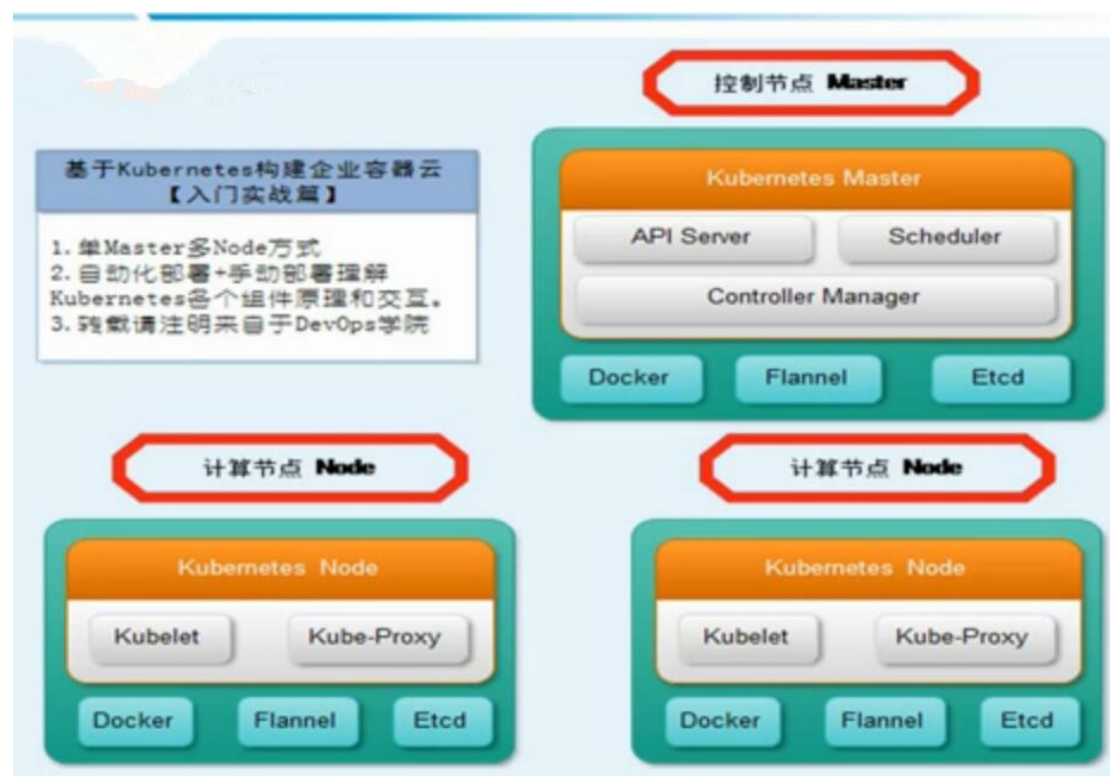 控制节点 Master
基于Kubernetes构建企业容器云
【入门实战篇】
1. 单Master多Node方式
2. 自动化部署+手动部署理解
Kubernetes各个组件原理和交互。
3. 转载请注明来自于DevOps学院
Kubernetes Master
API Server Scheduler
Controller Manager
Docker Flannel Etcd
计算节点 Node
计算节点 Node
Kubernetes Node
Kubelet Kube-Proxy
Docker Flannel Etcd
Kubernetes Node
Kubelet Kube-Proxy
Docker Flannel Etcd